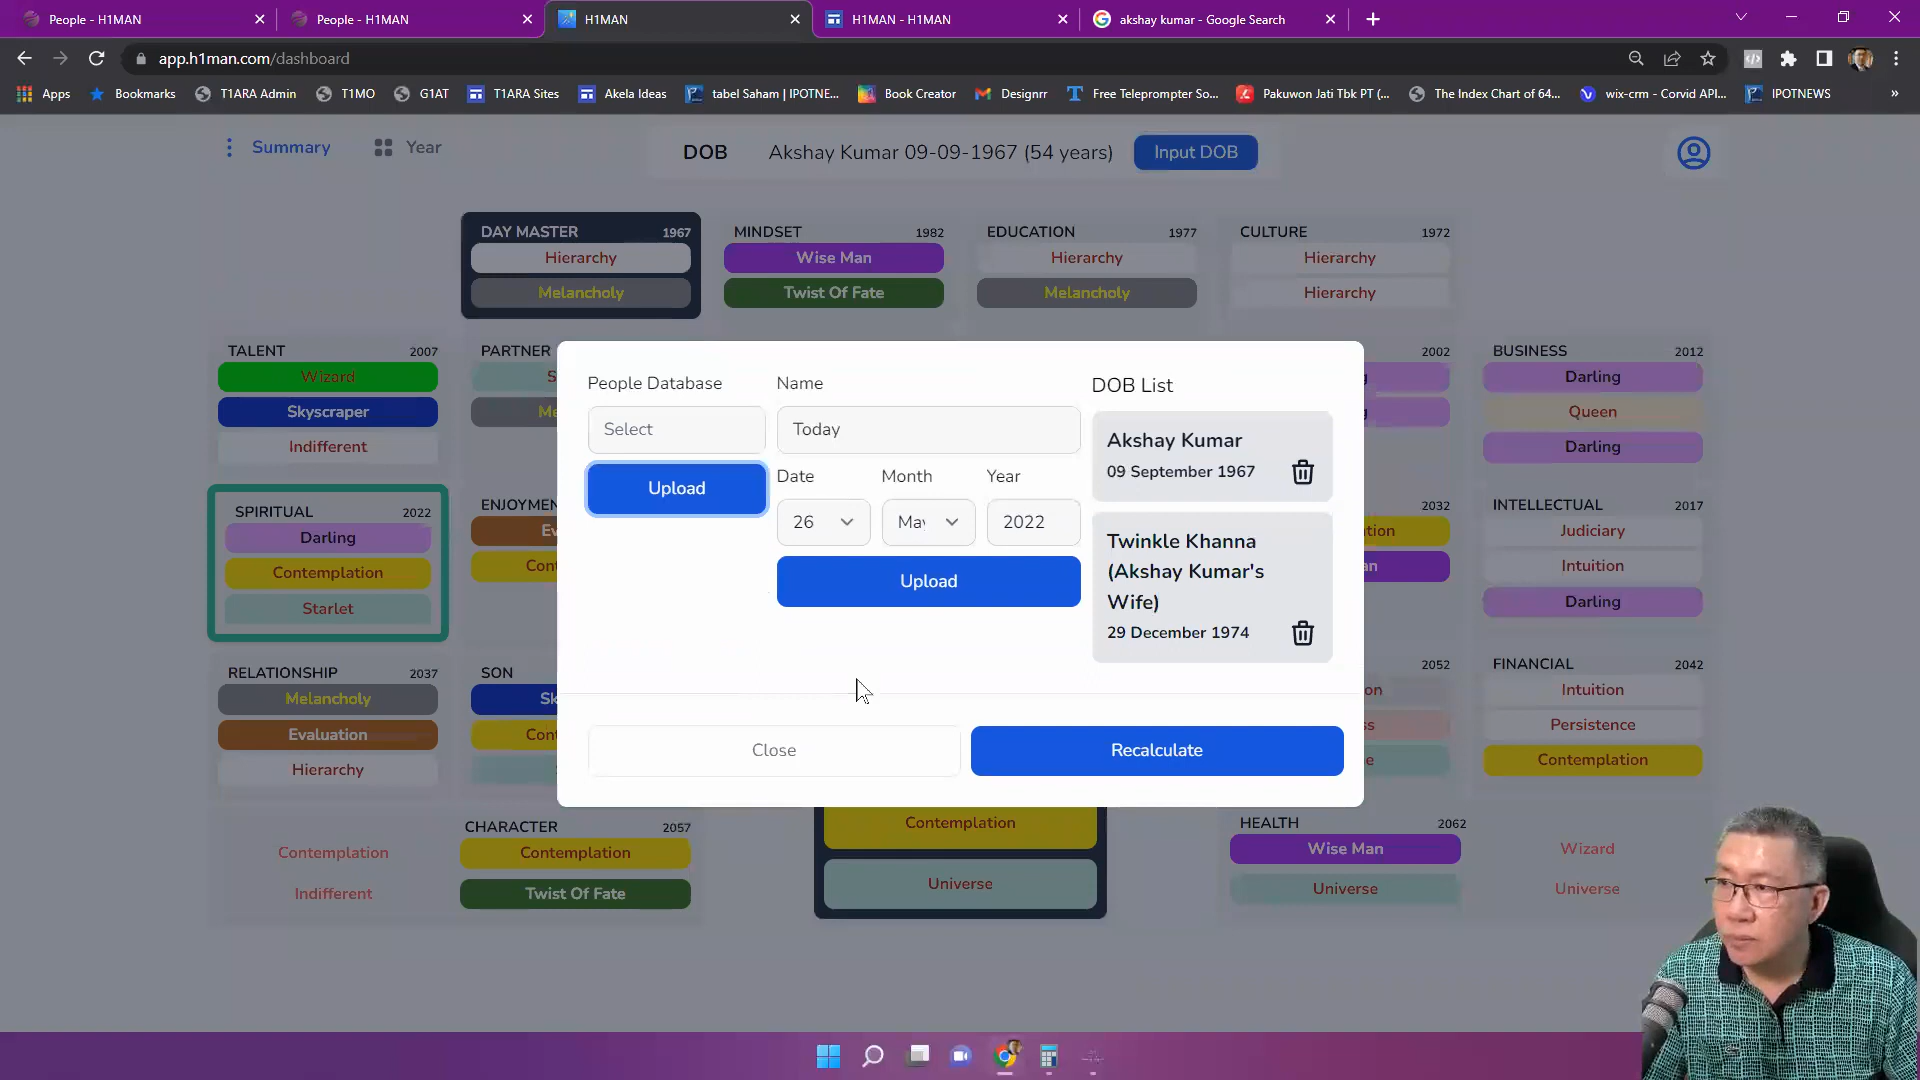 People - H1MAN
People - H1MAN
H1MAN
H1MAN - H1MAN
akshay kumar - Google Search
app.h1man.com/dashboard
Apps
Bookmarks
T1ARA Admin
T1MO
G1AT
T1ARA Sites
Akela Ideas
tabel Saham | IPOTNE...
Book Creator
Designrr
Free Teleprompter So...
Pakuwon Jati Tbk PT (...
The Index Chart of 64...
wix-crm - Corvid API...
IPOTNEWS
»
Summary
Year
DOB
Akshay Kumar 09-09-1967 (54 years)
Input DOB
DAY MASTER 1967
Hierarchy
Melancholy
MINDSET 1982
Wise Man
Twist Of Fate
EDUCATION 1977
Hierarchy
Melancholy
CULTURE 1972
Hierarchy
Hierarchy
TALENT 2007
Wizard
Skyscraper
Indifferent
PARTNER
2002
BUSINESS 2012
Darling
Queen
Darling
People Database
Select
Upload
Name
Today
Date
Month
Year
26
May
2022
Upload
DOB List
Akshay Kumar
09 September 1967
Twinkle Khanna
(Akshay Kumar's
Wife)
29 December 1974
Close
Recalculate
SPIRITUAL 2022
Darling
Contemplation
Starlet
ENJOYMEN
Ev
Con
2032
INTELLECTUAL 2017
Judiciary
Intuition
Darling
RELATIONSHIP 2037
Melancholy
Evaluation
Hierarchy
SON
Sk
Con
2052
FINANCIAL 2042
Intuition
Persistence
Contemplation
Contemplation
Indifferent
CHARACTER 2057
Contemplation
Twist Of Fate
Contemplation
Universe
HEALTH 2062
Wise Man
Universe
Wizard
Universe